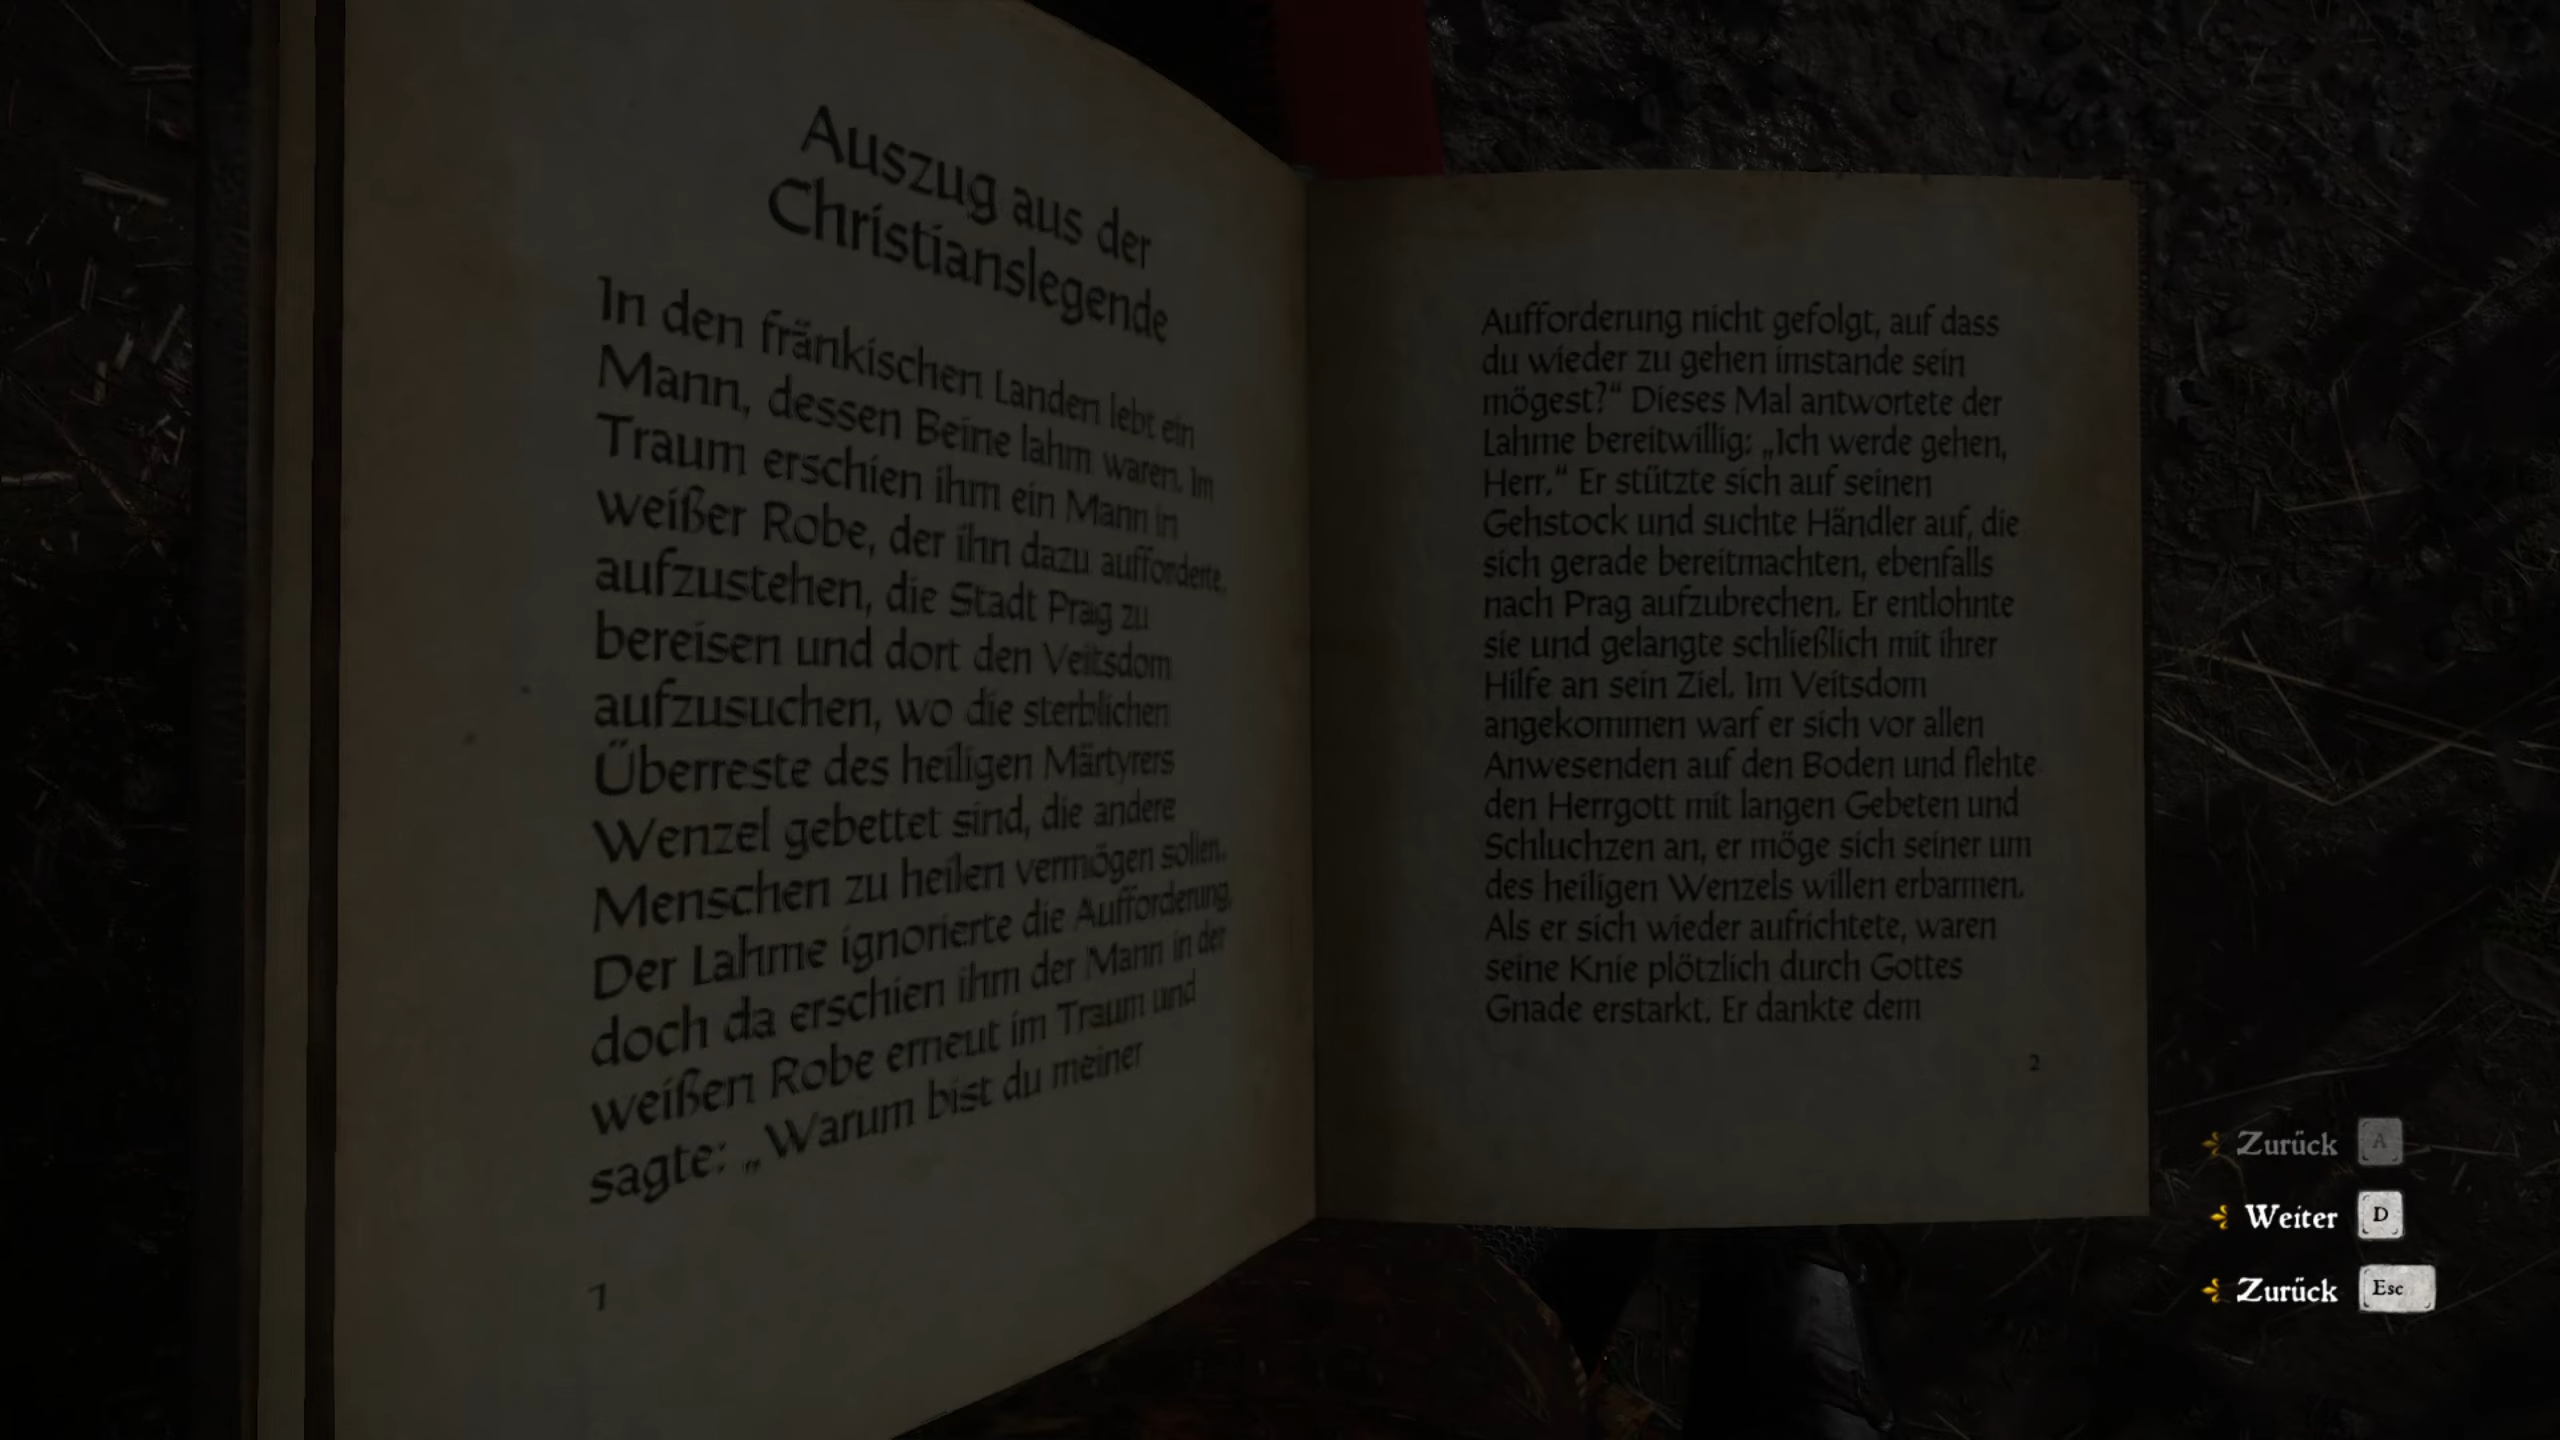 Auszug aus der
Christianslegende
In den fränkischen Landen lebt ein
Mann, dessen Beine lahm waren. Im
Traum erschien ihm ein Mann in
weißer Robe, der ihn dazu aufforderte,
aufzustehen, die Stadt Prag zu
bereisen und dort den Veitsdom
aufzusuchen, wo die sterblichen
Überreste des heiligen Märtyrers
Wenzel gebettet sind, die andere
Menschen zu heilen vermögen sollen.
Der Lahme ignorierte die Aufforderung,
doch da erschien ihm der Mann in der
weißen Robe erneut im Traum und
sagte: „Warum bist du meiner
1
Aufforderung nicht gefolgt, auf dass
du wieder zu gehen imstande sein
mögest?“ Dieses Mal antwortete der
Lahme bereitwillig: „Ich werde gehen,
Herr.“ Er stützte sich auf seinen
Gehstock und suchte Händler auf, die
sich gerade bereitmachten, ebenfalls
nach Prag aufzubrechen. Er entlohnte
sie und gelangte schließlich mit ihrer
Hilfe an sein Ziel. Im Veitsdom
angekommen warf er sich vor allen
Anwesenden auf den Boden und flehte
den Herrgott mit langen Gebeten und
Schluchzen an, er möge sich seiner um
des heiligen Wenzels willen erbarmen.
Als er sich wieder aufrichtete, waren
seine Knie plötzlich durch Gottes
Gnade erstarkt. Er dankte dem
2
Zurück A
Weiter D
Zurück Esc